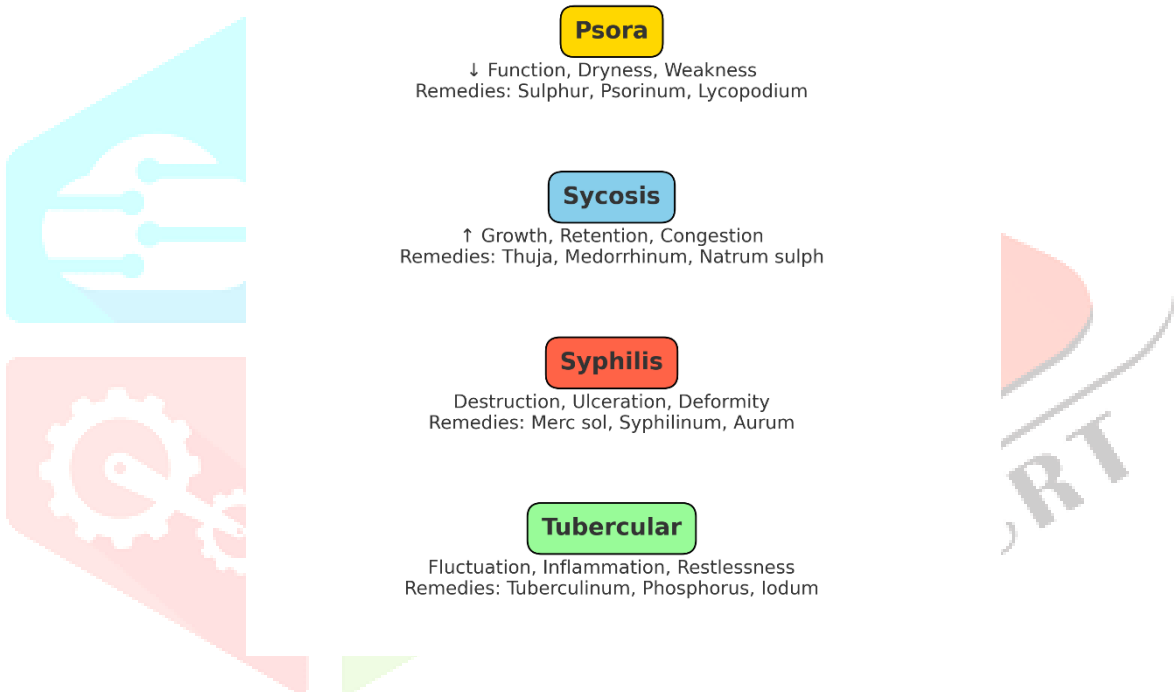 Psora
↓ Function, Dryness, Weakness
Remedies: Sulphur, Psorinum, Lycopodium
Sycosis
↑ Growth, Retention, Congestion
Remedies: Thuja, Medorrhinum, Natrum sulph
Syphilis
Destruction, Ulceration, Deformity
Remedies: Merc sol, Syphilinum, Aurum
Tubercular
Fluctuation, Inflammation, Restlessness
Remedies: Tuberculinum, Phosphorus, Iodum